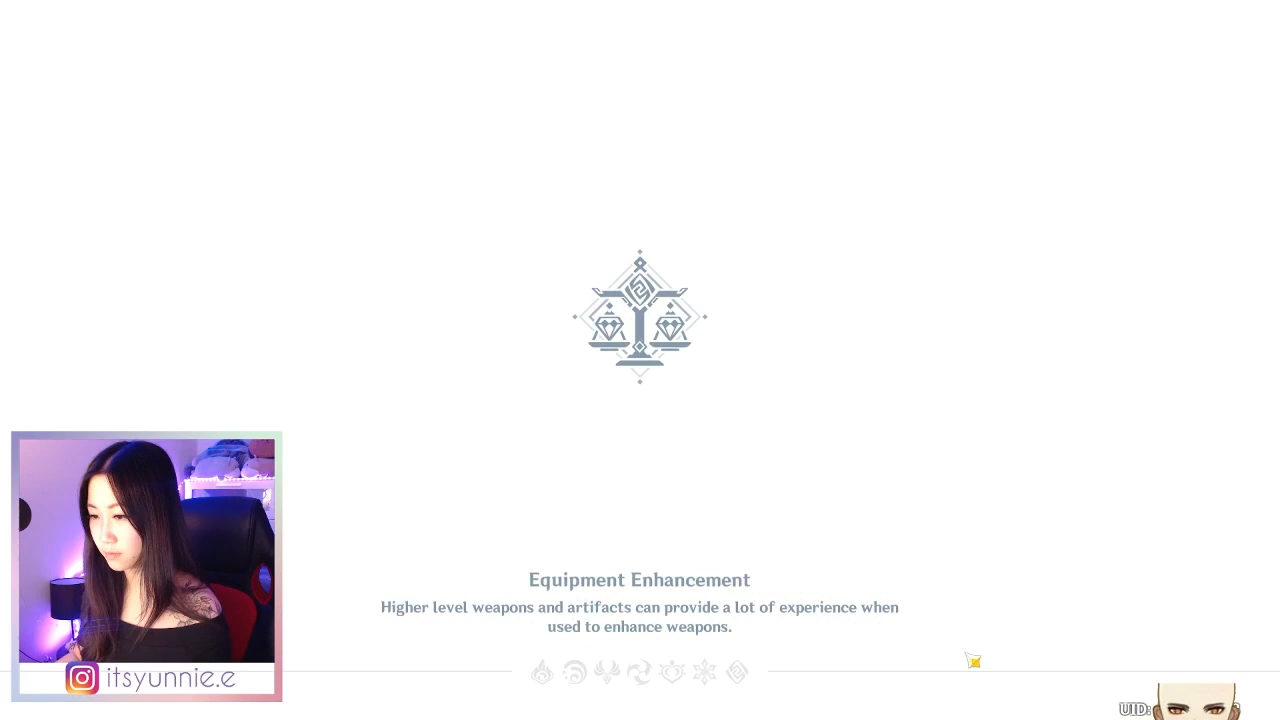 Equipment Enhancement
Higher level weapons and artifacts can provide a lot of experience when
used to enhance weapons.
itsyunnie.e
UID: